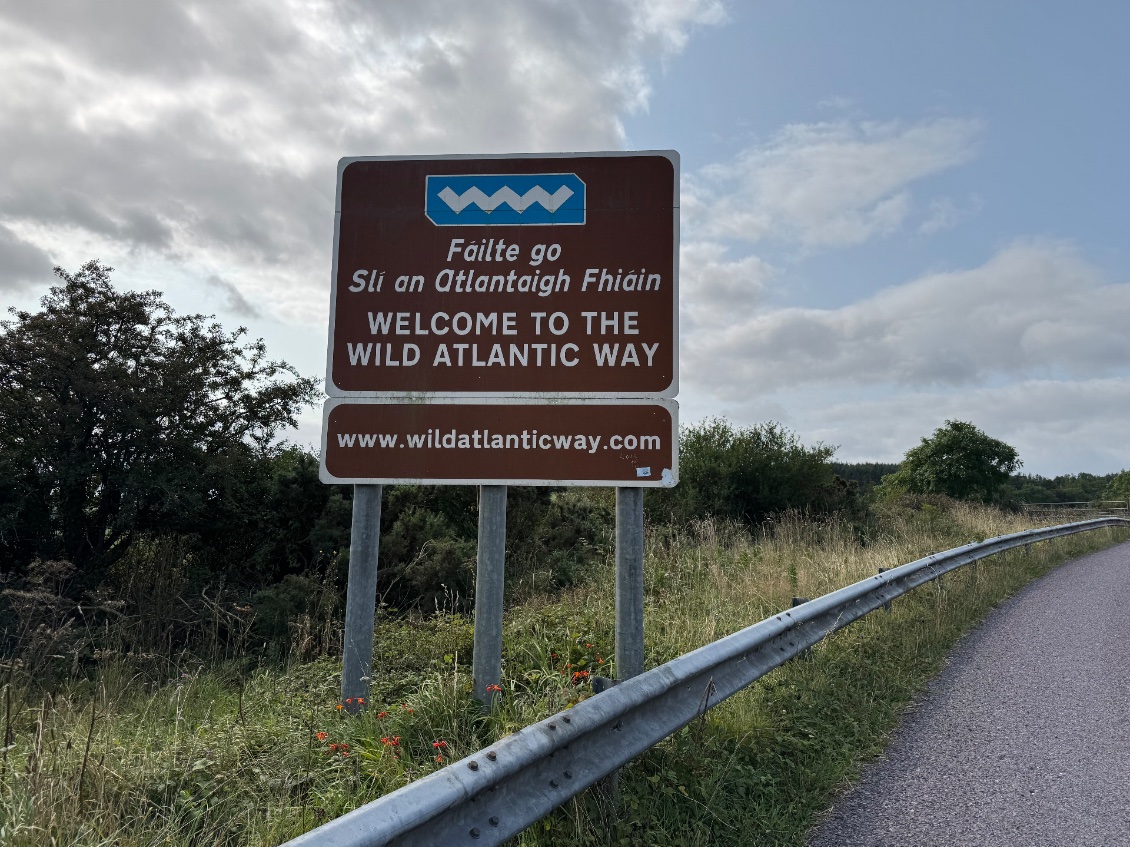 Fáilte go
Slí an Atlantaigh Fhiáin
WELCOME TO THE
WILD ATLANTIC WAY
www.wildatlanticway.com